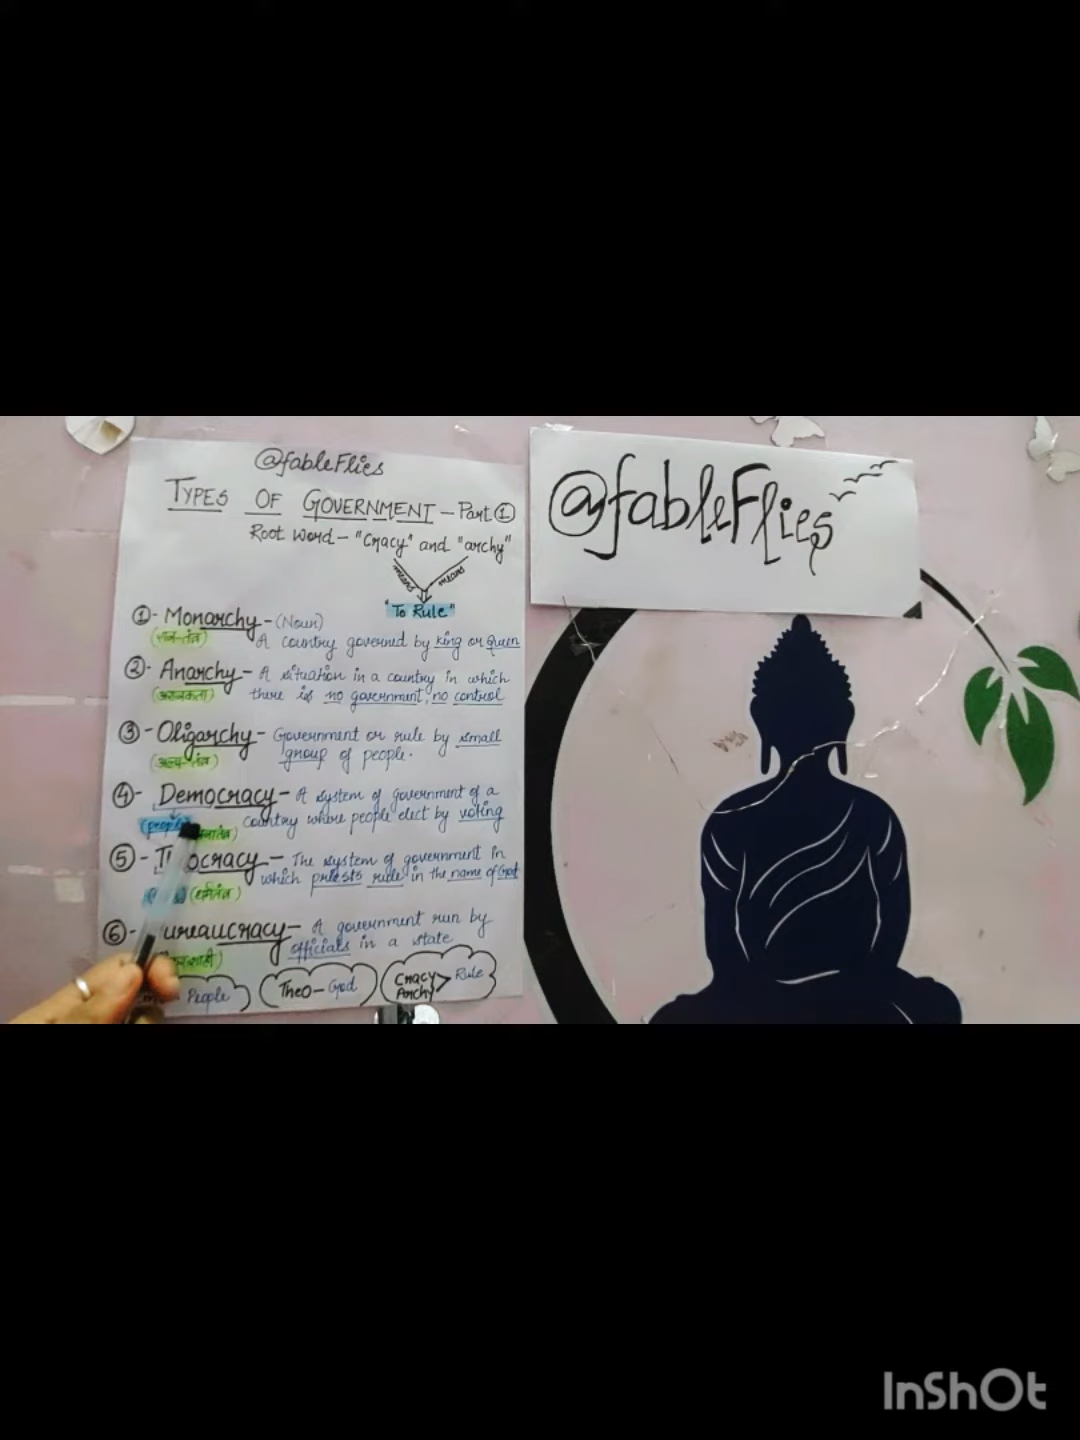 @fableFlies
TYPES OF GOVERNMENT – Part ①
Root word – "Cracy" and "archy"
"To Rule"
①- Monarchy – (Noun)
A country governed by king or Queen
②- Anarchy – A situation in a country in which
(अराजकता) there is no government, no control
③- Oligarchy – Government or rule by small
(अल्प-तंत्र) group of people.
④- Democracy – A system of government of a
(people) country where people elect by voting
⑤- cracy – The system of government in
which priests rule in the name of God
(धर्मतंत्र)
⑥- ureaucracy – A government run by
officials in a state
People
Theo – God
Cracy
Archy > Rule
@fableFlies
InShOt